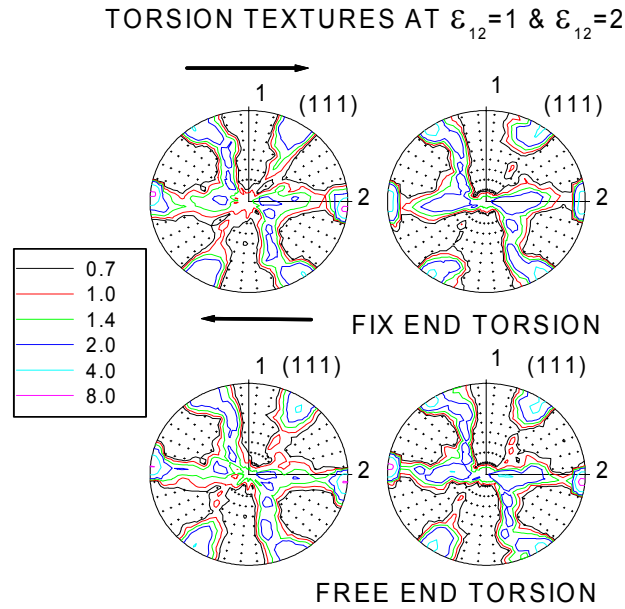 TORSION TEXTURES AT ε₁₂=1 & ε₁₂=2
1 (111) 1 (111)
2 2
0.7
1.0
1.4
2.0
4.0
8.0
FIX END TORSION
1 (111) 1 (111)
2 2
FREE END TORSION